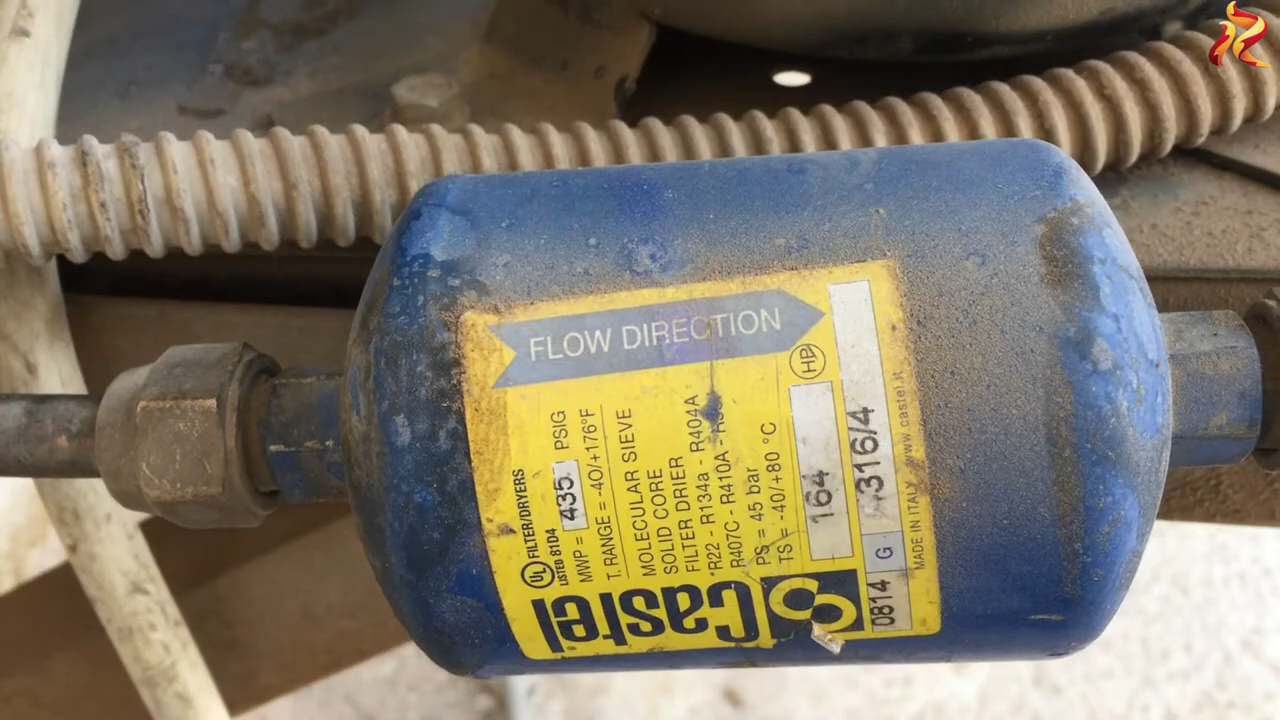 FLOW DIRECTION
Castel
UL
FILTER/DRYERS
LISTED 81D4
MWP = 435 PSIG
T. RANGE = -40/+176°F
MOLECULAR SIEVE
SOLID CORE
FILTER DRIER
R22 - R134a - R404A
R407C - R410A -
PS = 45 bar
TS = -40/+80 °C
HP
164
316/4
0814 G
MADE IN ITALY www.castel.it